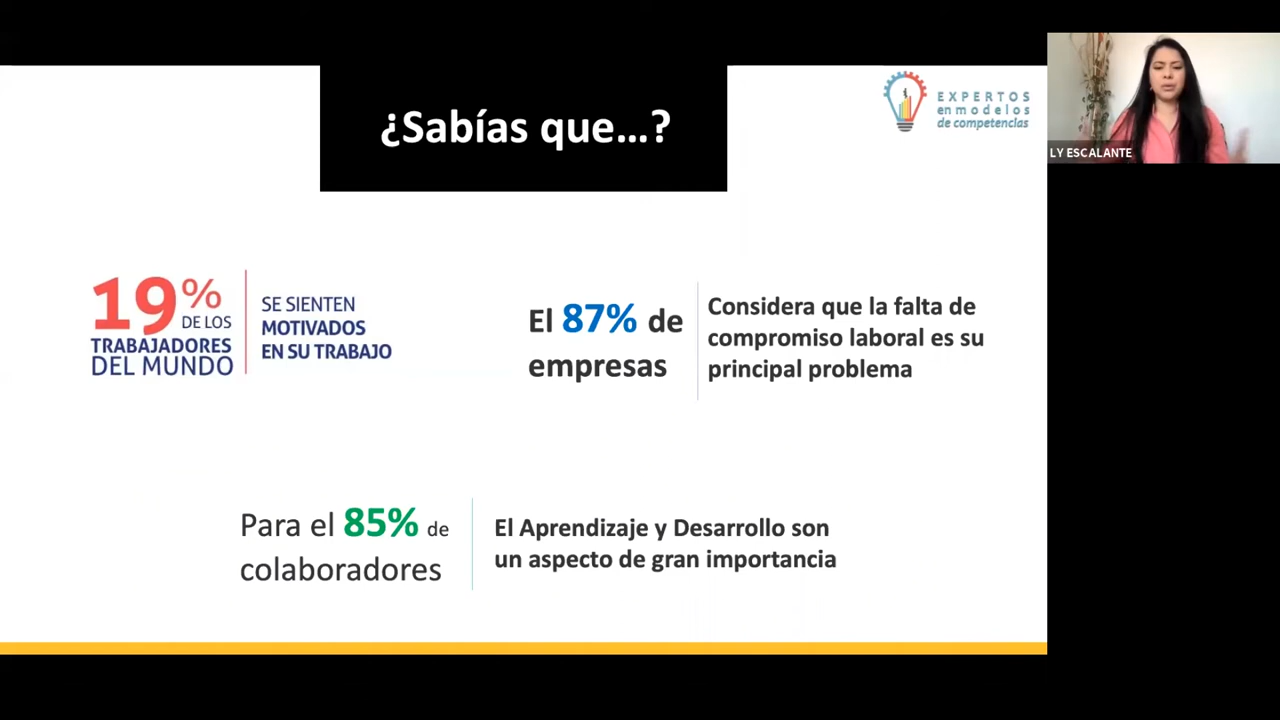 ¿Sabías que...?
EXPERTOS
en modelos
de competencias
LY ESCALANTE
19%
DE LOS
TRABAJADORES
DEL MUNDO
SE SIENTEN
MOTIVADOS
EN SU TRABAJO
El 87% de
empresas
Considera que la falta de
compromiso laboral es su
principal problema
Para el 85% de
colaboradores
El Aprendizaje y Desarrollo son
un aspecto de gran importancia